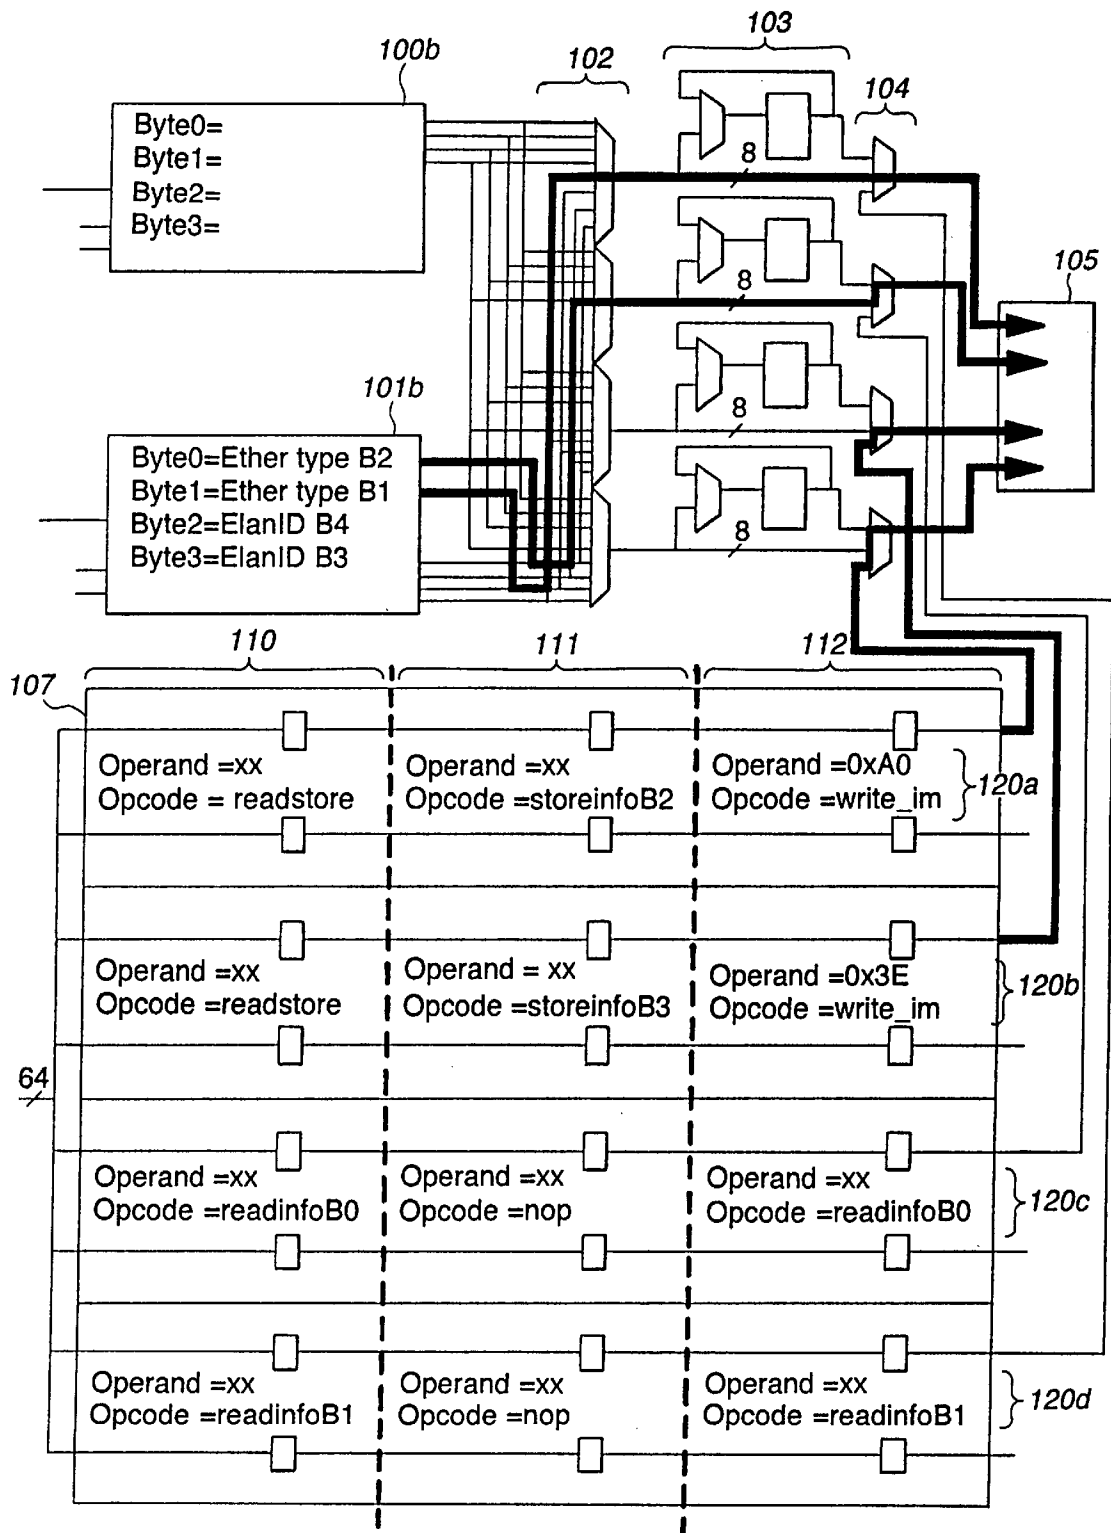 103
100b
102
104
Byte0=
Byte1=
Byte2=
Byte3=
8
8
105
101b
8
Byte0=Ether type B2
Byte1=Ether type B1
Byte2=ElanID B4
Byte3=ElanID B3
8
110
111
112
107
Operand =xx
Opcode = readstore
Operand =xx
Opcode =storeinfoB2
Operand =0xA0
Opcode =write_im
120a
Operand =xx
Opcode =readstore
Operand = xx
Opcode =storeinfoB3
Operand =0x3E
Opcode =write_im
120b
64
Operand =xx
Opcode =readinfoB0
Operand =xx
Opcode =nop
Operand =xx
Opcode =readinfoB0
120c
Operand =xx
Opcode =readinfoB1
Operand =xx
Opcode =nop
Operand =xx
Opcode =readinfoB1
120d